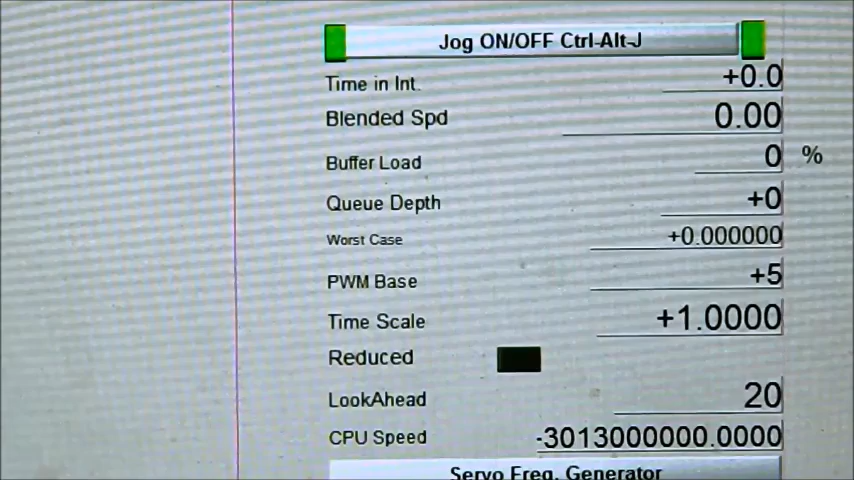 Jog ON/OFF Ctrl-Alt-J
Time in Int. +0.0
Blended Spd 0.00
Buffer Load 0 %
Queue Depth +0
Worst Case +0.000000
PWM Base +5
Time Scale +1.0000
Reduced
LookAhead 20
CPU Speed -3013000000.0000
Servo Freq. Generator